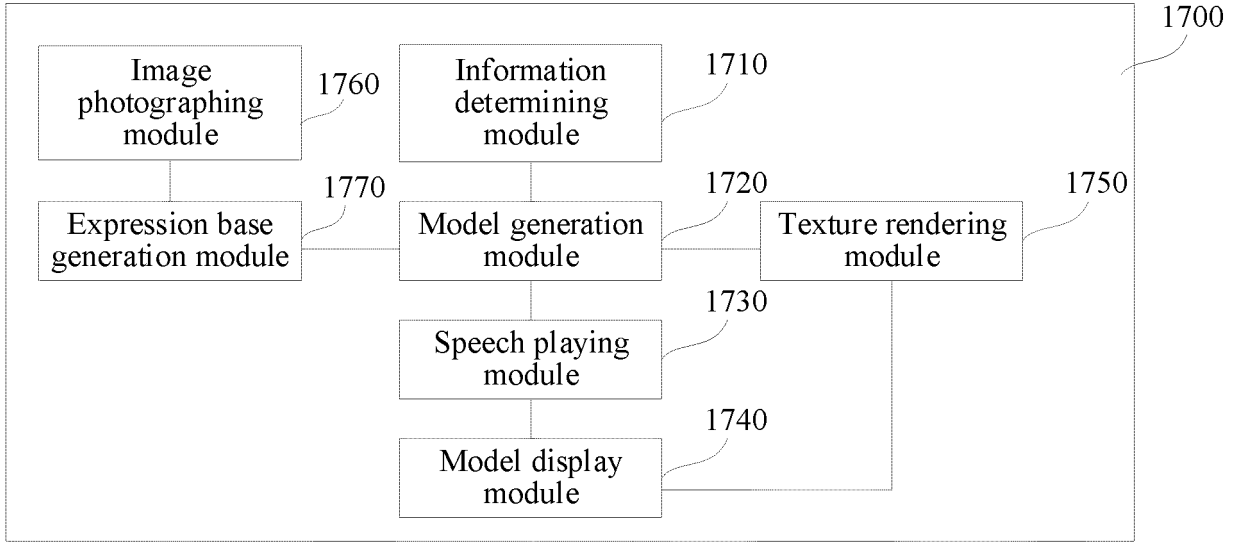 1700
Image
photographing
module
1760
Information
determining
module
1710
Expression base
generation module
1770
Model generation
module
1720
Texture rendering
module
1750
Speech playing
module
1730
Model display
module
1740